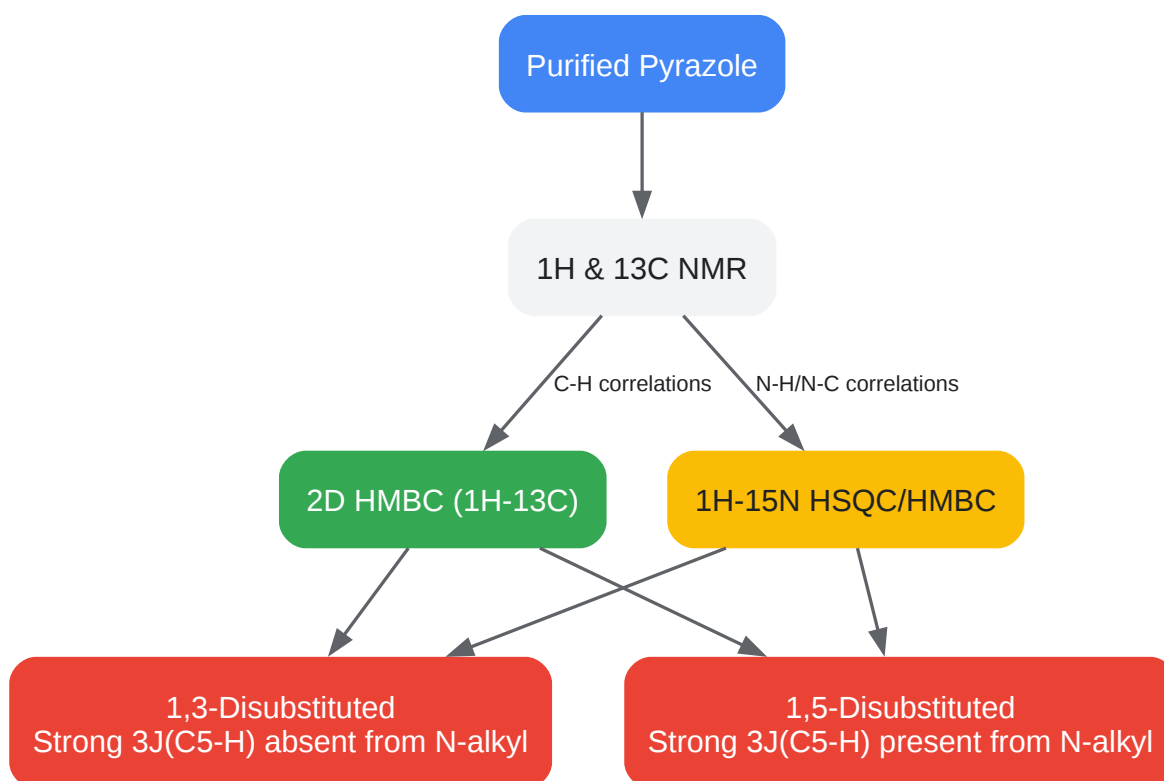 Purified Pyrazole
1H & 13C NMR
C-H correlations
N-H/N-C correlations
2D HMBC (1H-13C)
1H-15N HSQC/HMBC
1,3-Disubstituted
Strong 3J(C5-H) absent from N-alkyl
1,5-Disubstituted
Strong 3J(C5-H) present from N-alkyl